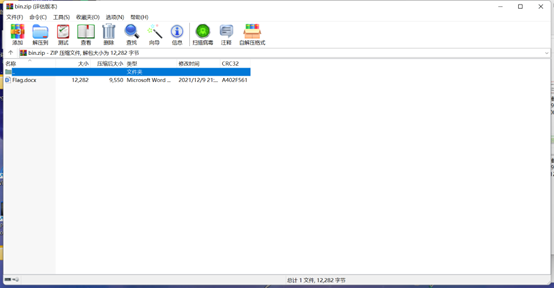 bin.zip (评估版本)
文件(F) 命令(C) 工具(S) 收藏夹(O) 选项(N) 帮助(H)
添加 解压到 测试 查看 删除 查找 向导 信息 扫描病毒 注释 自解压格式
bin.zip - ZIP 压缩文件, 解包大小为 12,282 字节
名称 大小 压缩后大小 类型 修改时间 CRC32
文件夹
Flag.docx 12,282 9,550 Microsoft Word ... 2021/12/9 21:... A402F561
总计 1 文件, 12,282 字节